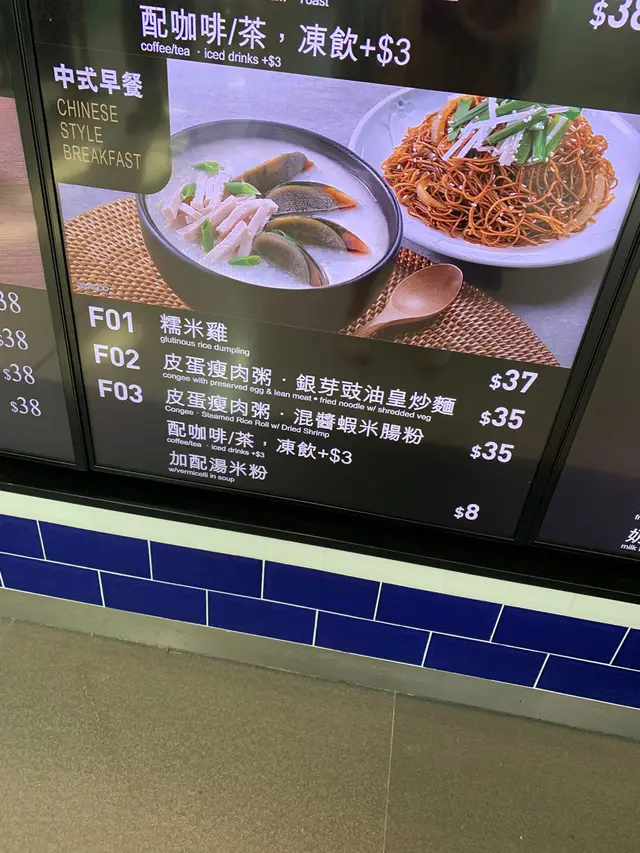 配咖啡/茶，凍飲+$3
coffee/tea · iced drinks +$3
中式早餐
CHINESE
STYLE
BREAKFAST
F01 糯米雞 $37
glutinous rice dumpling
F02 皮蛋瘦肉粥 · 銀芽豉油皇炒麵 $35
congee with preserved egg & lean meat • fried noodle w/ shredded veg
F03 皮蛋瘦肉粥 · 混醬蝦米腸粉 $35
Congee · Steamed Rice Roll w/ Dried Shrimp
配咖啡/茶，凍飲+$3
coffee/tea · iced drinks +$3
加配湯米粉 $8
w/vermicelli in soup
$38
$38
$38